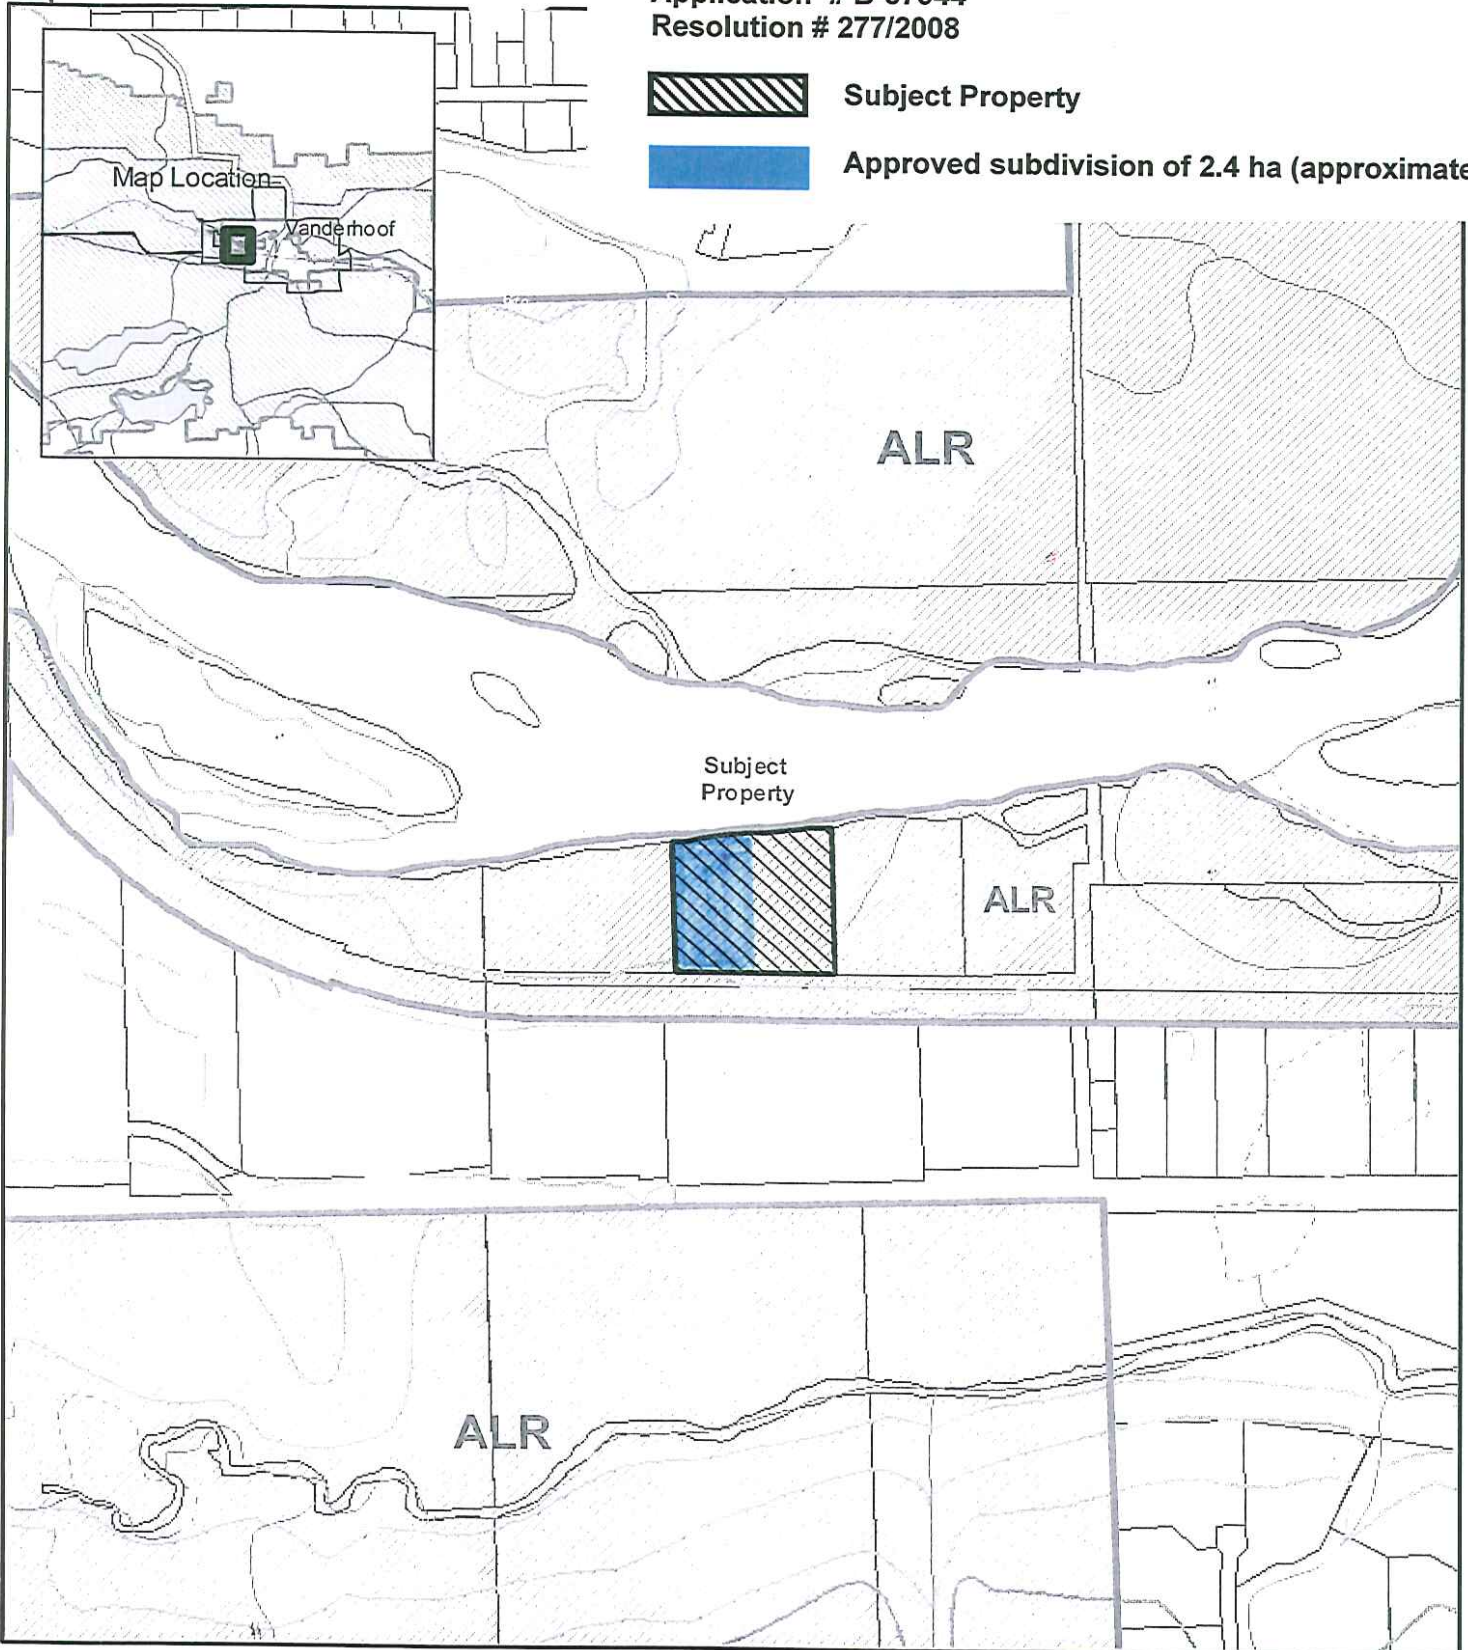 Resolution # 277/2008
Subject Property
Approved subdivision of 2.4 ha (approximate
Map Location
Vanderhoof
ALR
Subject
Property
ALR
ALR